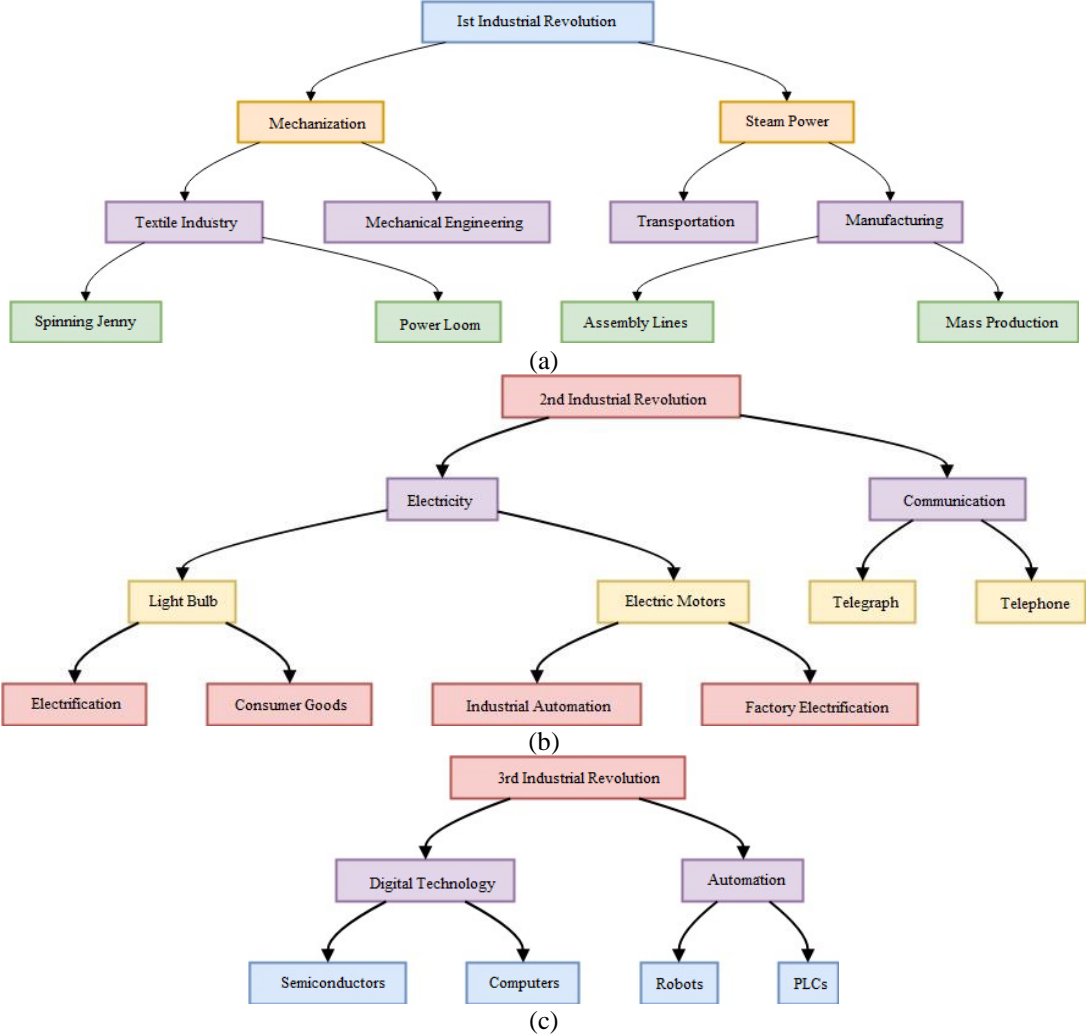 Ist Industrial Revolution
Mechanization
Steam Power
Textile Industry
Mechanical Engineering
Transportation
Manufacturing
Spinning Jenny
Power Loom
Assembly Lines
Mass Production
(a)
2nd Industrial Revolution
Electricity
Communication
Light Bulb
Electric Motors
Telegraph
Telephone
Electrification
Consumer Goods
Industrial Automation
Factory Electrification
(b)
3rd Industrial Revolution
Digital Technology
Automation
Semiconductors
Computers
Robots
PLCs
(c)